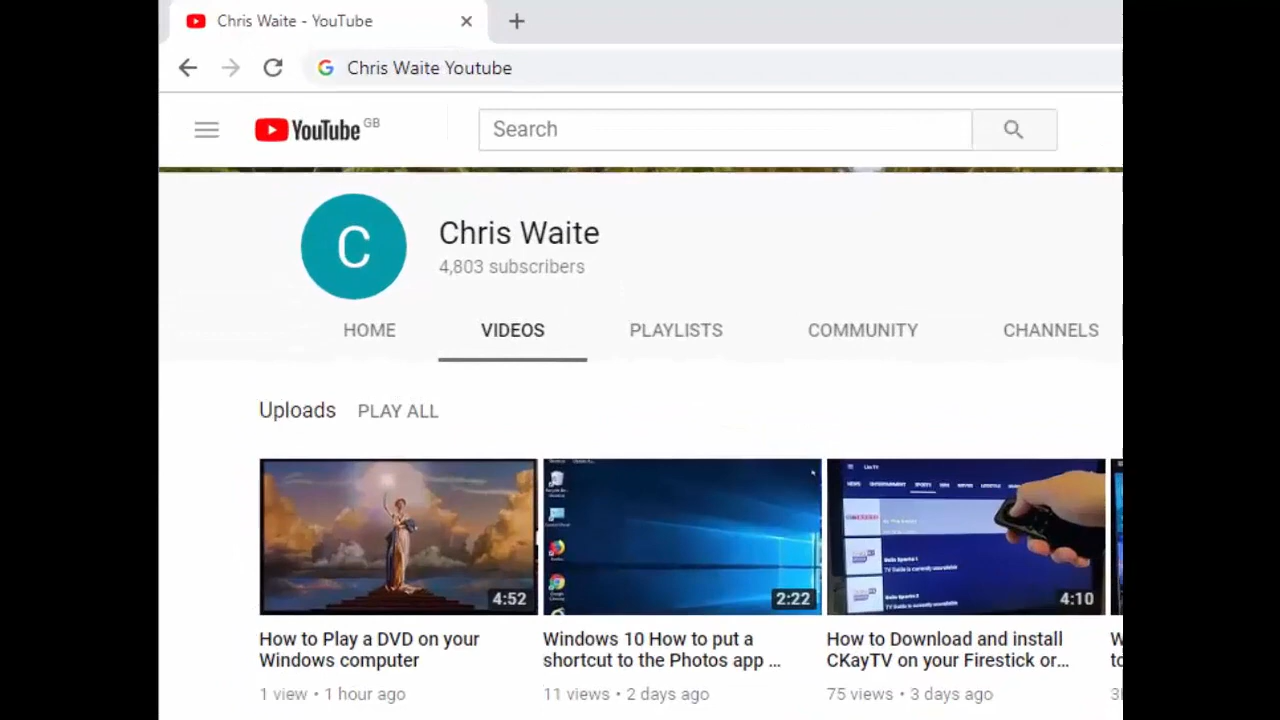 Chris Waite - YouTube
Chris Waite Youtube
YouTube GB
Search
C
Chris Waite
4,803 subscribers
HOME VIDEOS PLAYLISTS COMMUNITY CHANNELS
Uploads PLAY ALL
4:52 2:22 4:10
How to Play a DVD on your
Windows computer
1 view • 1 hour ago
Windows 10 How to put a
shortcut to the Photos app ...
11 views • 2 days ago
How to Download and install
CKayTV on your Firestick or...
75 views • 3 days ago